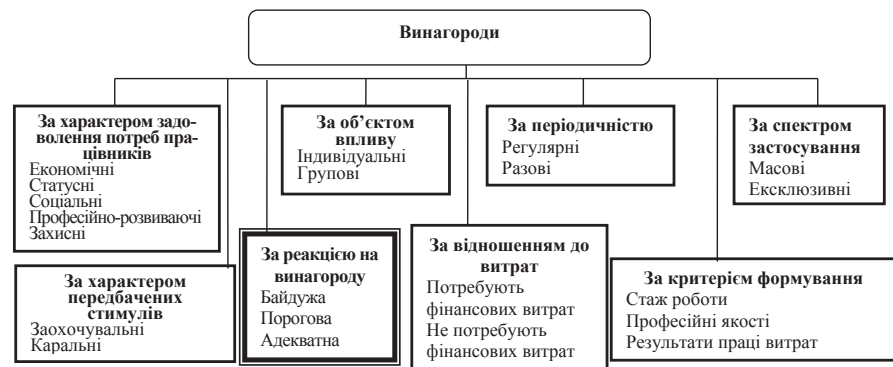 Винагороди
За характером задо-
волення потреб пра-
цівників
Економічні
Статусні
Соціальні
Професійно-розвиваючі
Захисні
За об’єктом
впливу
Індивідуальні
Групові
За періодичністю
Регулярні
Разові
За спектром
застосування
Масові
Ексклюзивні
За характером
передбачених
стимулів
Заохочувальні
Каральні
За реакцією на
винагороду
Байдужа
Порогова
Адекватна
За відношенням до
витрат
Потребують
фінансових витрат
Не потребують
фінансових витрат
За критерієм формування
Стаж роботи
Професійні якості
Результати праці витрат